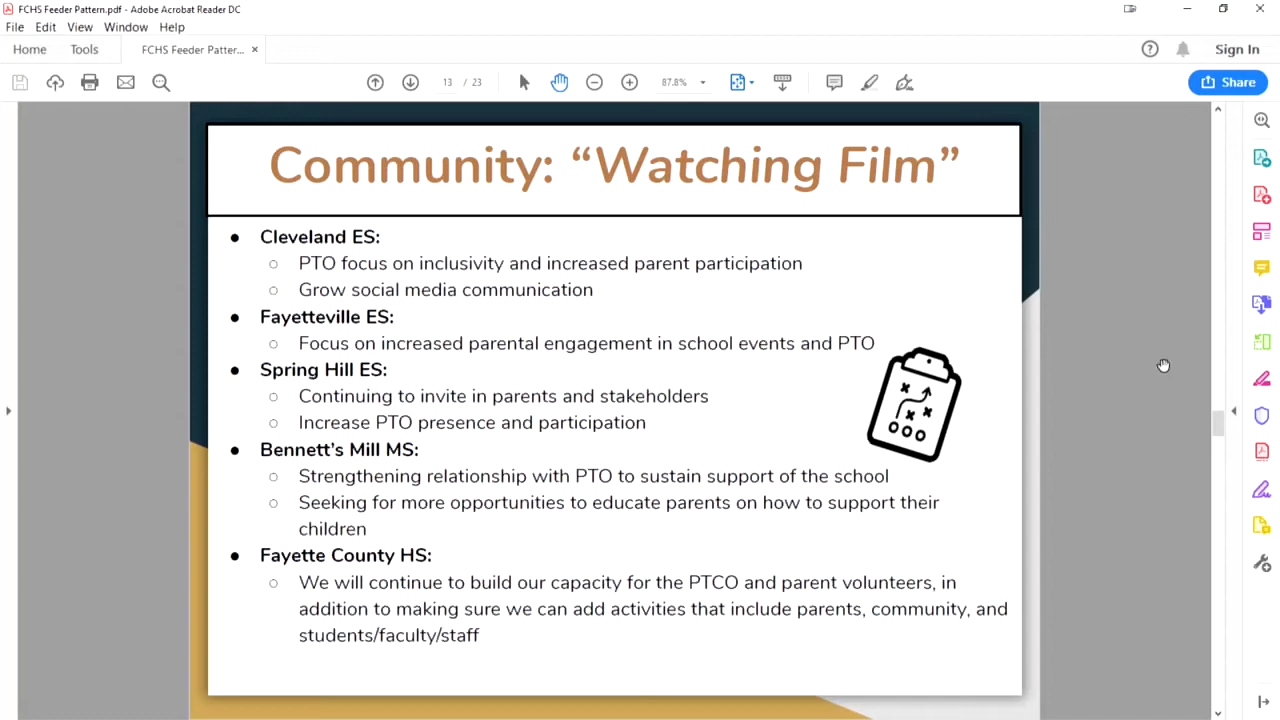 FCHS Feeder Pattern.pdf - Adobe Acrobat Reader DC
File Edit View Window Help
Home Tools FCHS Feeder Patter... ×
Sign In
13 / 23
87.8%
Share
Community: “Watching Film”
● Cleveland ES:
○ PTO focus on inclusivity and increased parent participation
○ Grow social media communication
● Fayetteville ES:
○ Focus on increased parental engagement in school events and PTO
● Spring Hill ES:
○ Continuing to invite in parents and stakeholders
○ Increase PTO presence and participation
● Bennett’s Mill MS:
○ Strengthening relationship with PTO to sustain support of the school
○ Seeking for more opportunities to educate parents on how to support their
children
● Fayette County HS:
○ We will continue to build our capacity for the PTCO and parent volunteers, in
addition to making sure we can add activities that include parents, community, and
students/faculty/staff